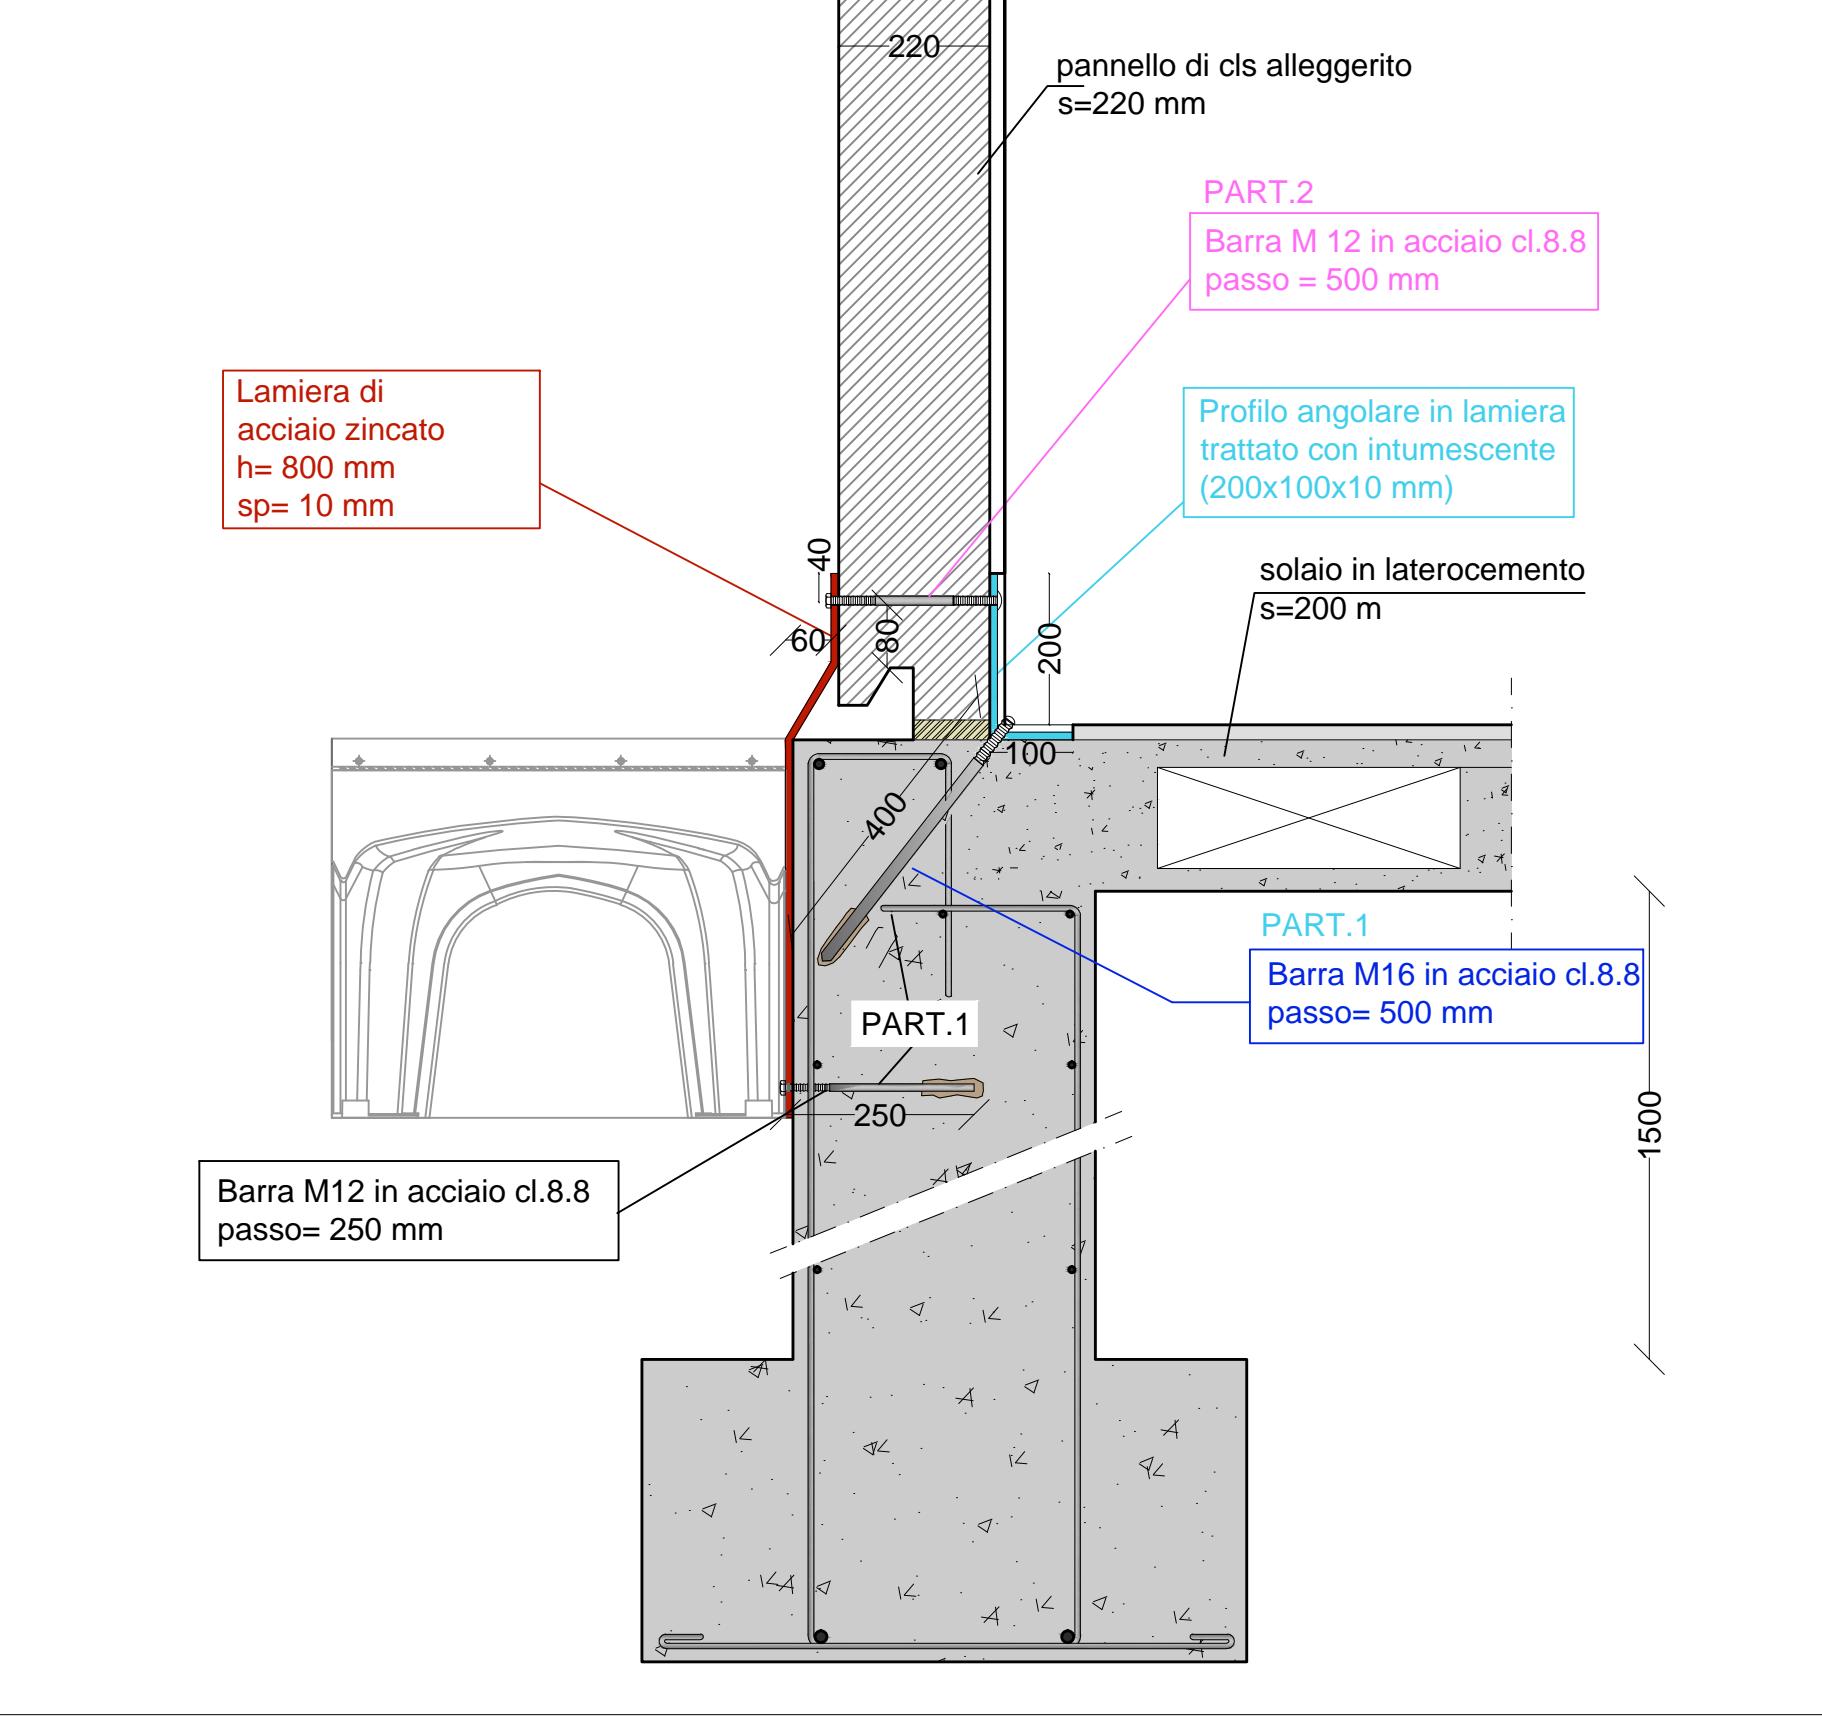 220
pannello di cls alleggerito
s=220 mm
PART.2
Barra M 12 in acciaio cl.8.8
passo = 500 mm
Lamiera di
acciaio zincato
h= 800 mm
sp= 10 mm
Profilo angolare in lamiera
trattato con intumescente
(200x100x10 mm)
40
solaio in laterocemento
s=200 m
60
80
200
100
400
PART.1
Barra M16 in acciaio cl.8.8
passo= 500 mm
PART.1
250
1500
Barra M12 in acciaio cl.8.8
passo= 250 mm